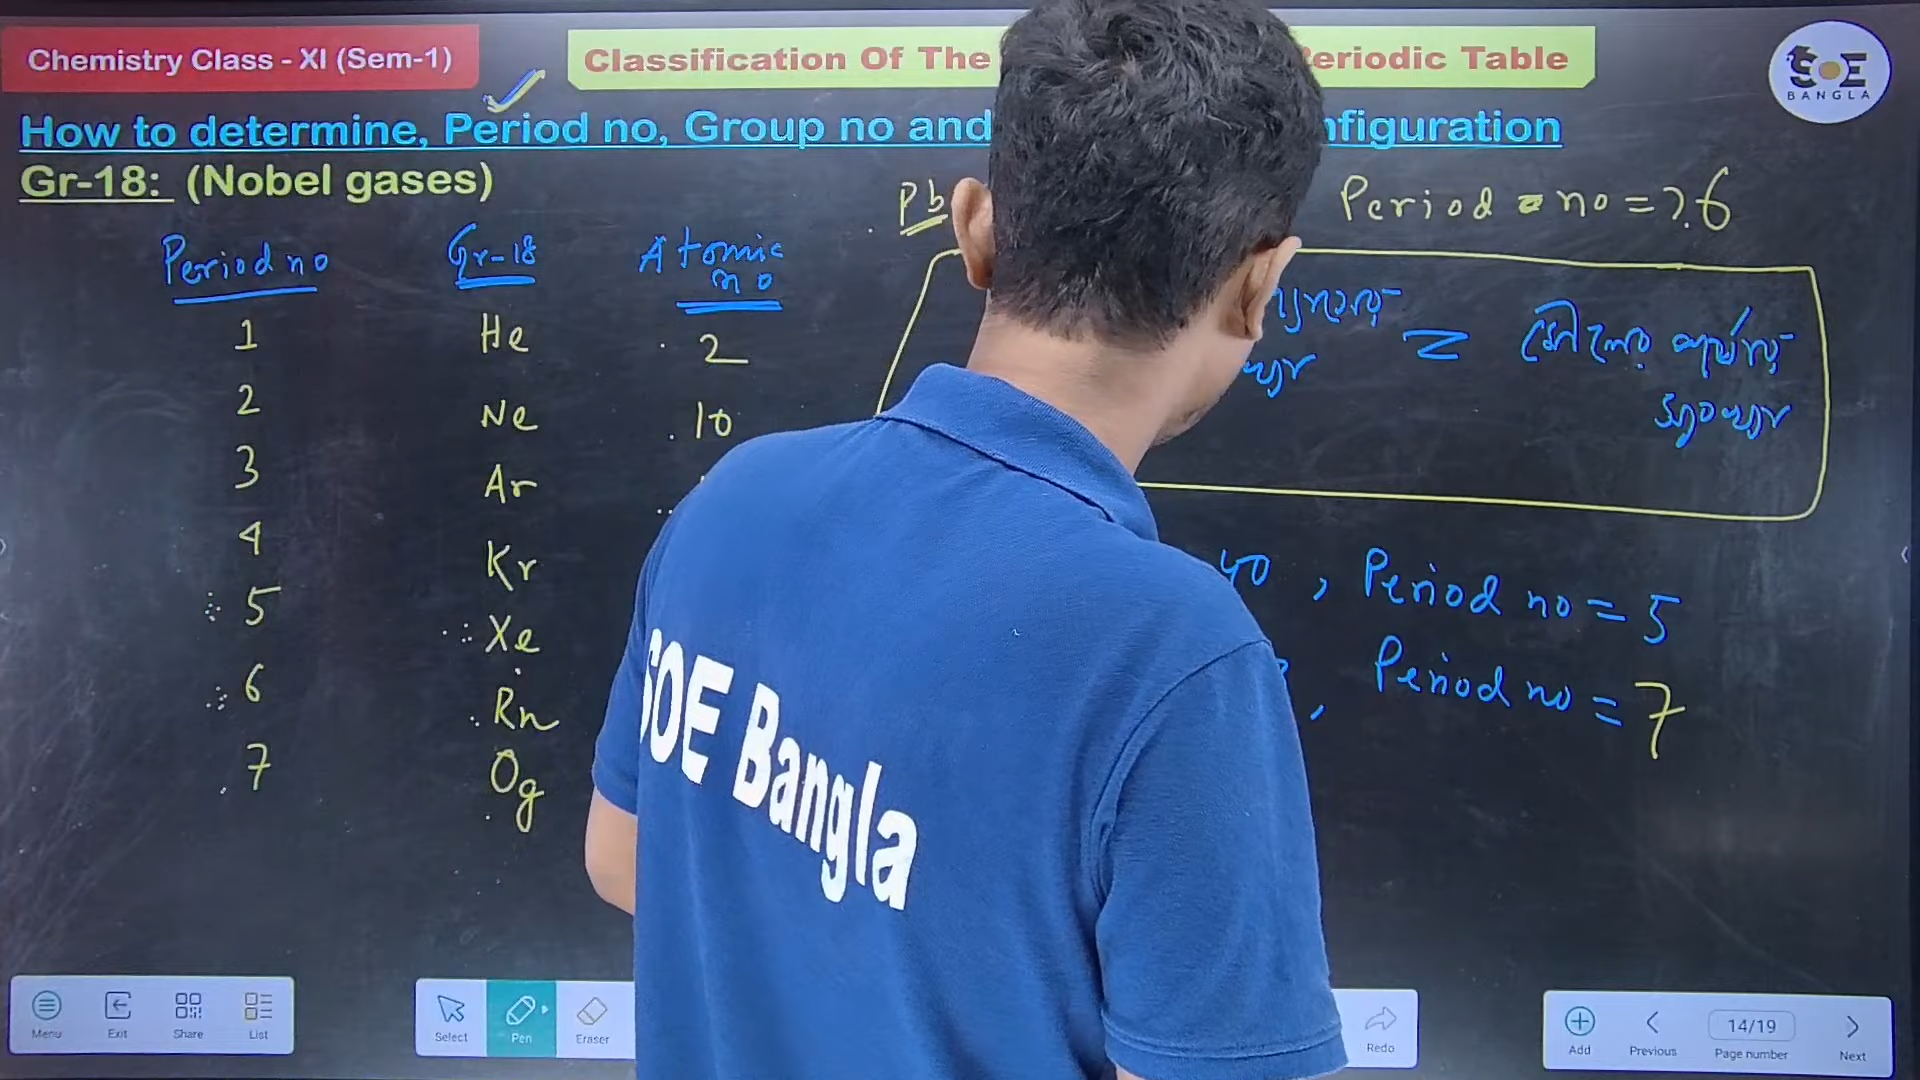 Chemistry Class - XI (Sem-1)
Classification Of The
eriodic Table
SOE
BANGLA
How to determine, Period no, Group no and
nfiguration
Gr-18: (Nobel gases)
Pb
Period no = ? 6
Period no Gr-18 Atomic no
1 He 2
2 Ne 10
3 Ar
4 Kr
5 Xe
6 Rn
7 Og
=
40, Period no = 5
, Period no = 7
SOE Bangla
Menu Exit Share List
Select Pen Eraser
Redo
Add Previous 14/19 Page number Next